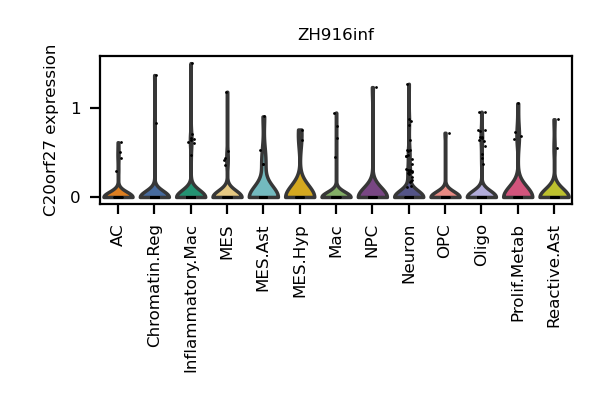 ZH916inf
C20orf27 expression
1
0
AC
Chromatin.Reg
Inflammatory.Mac
MES
MES.Ast
MES.Hyp
Mac
NPC
Neuron
OPC
Oligo
Prolif.Metab
Reactive.Ast